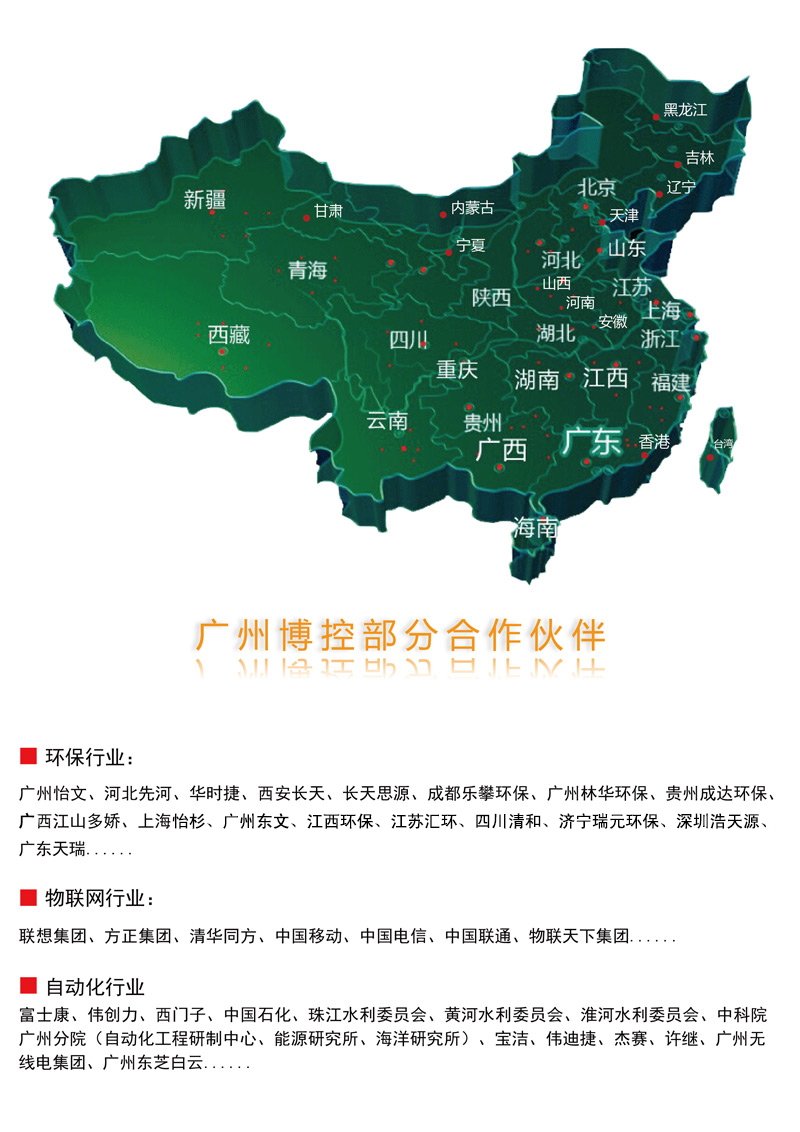 黑龙江
吉林
辽宁
北京
新疆
甘肃
内蒙古
天津
宁夏
山东
河北
青海
山西
江苏
陕西
河南
上海
安徽
西藏
四川
湖北
浙江
重庆
湖南
江西
福建
云南
贵州
广西
广东
香港
台湾
海南
广州博控部分合作伙伴
环保行业：
广州怡文、河北先河、华时捷、西安长天、长天思源、成都乐攀环保、广州林华环保、贵州成达环保、
广西江山多娇、上海怡杉、广州东文、江西环保、江苏汇环、四川清和、济宁瑞元环保、深圳浩天源、
广东天瑞......
物联网行业：
联想集团、方正集团、清华同方、中国移动、中国电信、中国联通、物联天下集团......
自动化行业
富士康、伟创力、西门子、中国石化、珠江水利委员会、黄河水利委员会、淮河水利委员会、中科院
广州分院（自动化工程研制中心、能源研究所、海洋研究所）、宝洁、伟迪捷、杰赛、许继、广州无
线电集团、广州东芝白云......